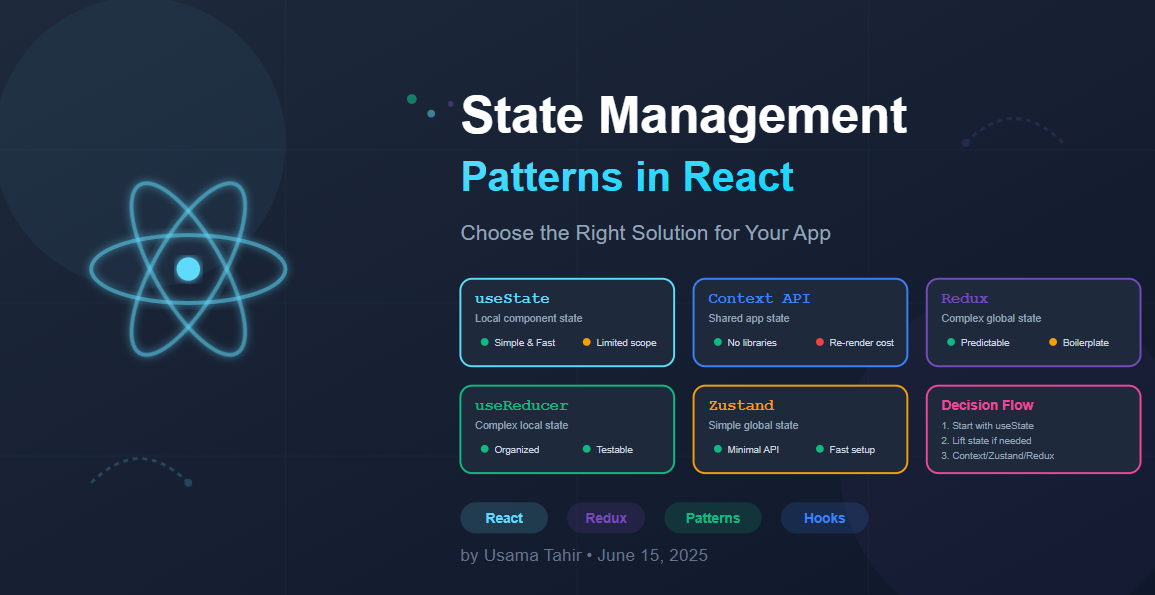 State Management
Patterns in React
Choose the Right Solution for Your App
useState
Local component state
Simple & Fast
Limited scope
Context API
Shared app state
No libraries
Re-render cost
Redux
Complex global state
Predictable
Boilerplate
useReducer
Complex local state
Organized
Testable
Zustand
Simple global state
Minimal API
Fast setup
Decision Flow
1. Start with useState
2. Lift state if needed
3. Context/Zustand/Redux
React
Redux
Patterns
Hooks
by Usama Tahir • June 15, 2025